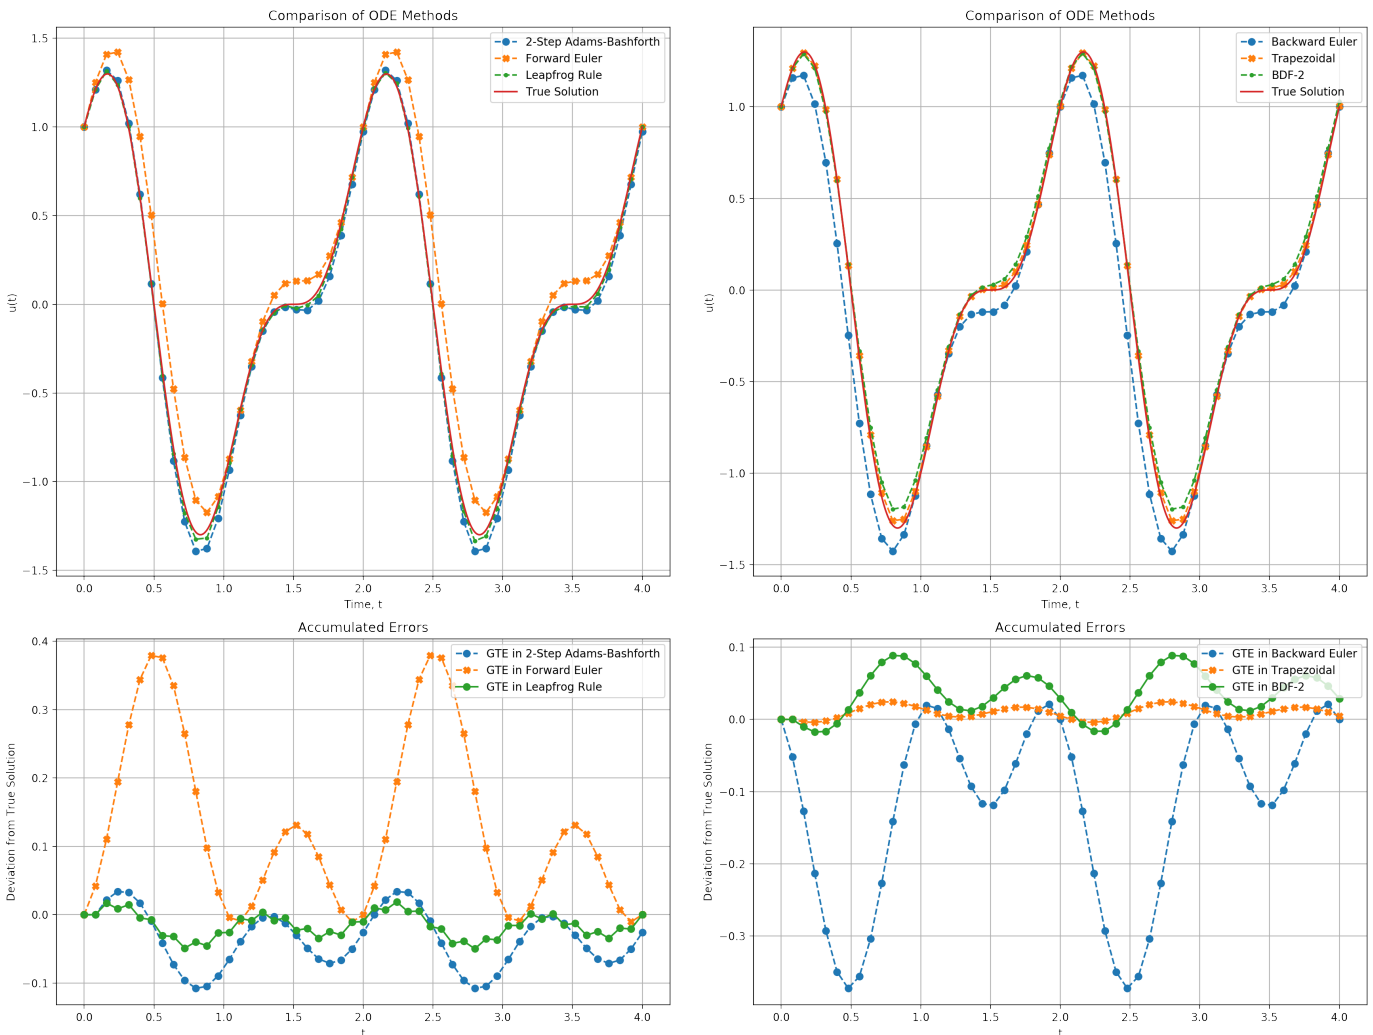 Comparison of ODE Methods
2-Step Adams-Bashforth
Forward Euler
Leapfrog Rule
True Solution
u(t)
1.5
1.0
0.5
0.0
−0.5
−1.0
−1.5
0.0 0.5 1.0 1.5 2.0 2.5 3.0 3.5 4.0
Time, t
Comparison of ODE Methods
Backward Euler
Trapezoidal
BDF-2
True Solution
u(t)
1.0
0.5
0.0
−0.5
−1.0
−1.5
0.0 0.5 1.0 1.5 2.0 2.5 3.0 3.5 4.0
Time, t
Accumulated Errors
GTE in 2-Step Adams-Bashforth
GTE in Forward Euler
GTE in Leapfrog Rule
Deviation from True Solution
0.4
0.3
0.2
0.1
0.0
−0.1
0.0 0.5 1.0 1.5 2.0 2.5 3.0 3.5 4.0
t
Accumulated Errors
GTE in Backward Euler
GTE in Trapezoidal
GTE in BDF-2
Deviation from True Solution
0.1
0.0
−0.1
−0.2
−0.3
0.0 0.5 1.0 1.5 2.0 2.5 3.0 3.5 4.0
t